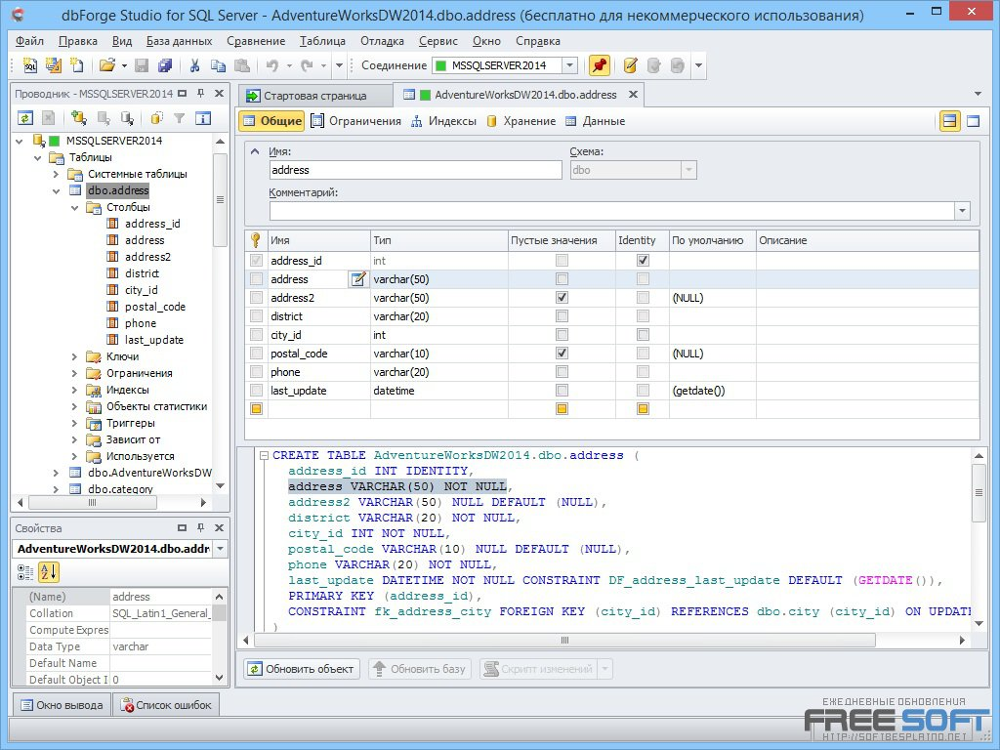 dbForge Studio for SQL Server - AdventureWorksDW2014.dbo.address (бесплатно для некоммерческого использования)
Файл Правка Вид База данных Сравнение Таблица Отладка Сервис Окно Справка
Соединение MSSQLSERVER2014
Проводник - MSSQLSERVER2014
MSSQLSERVER2014
Таблицы
Системные таблицы
dbo.address
Столбцы
address_id
address
address2
district
city_id
postal_code
phone
last_update
Ключи
Ограничения
Индексы
Объекты статистики
Триггеры
Зависит от
Используется
dbo.AdventureWorksDW
dbo.category
Свойства
AdventureWorksDW2014.dbo.addr
(Name) address
Collation SQL_Latin1_General_
Compute Expres
Data Type varchar
Default Name
Default Object I 0
Стартовая страница AdventureWorksDW2014.dbo.address
Общие Ограничения Индексы Хранение Данные
Имя: Схема:
address dbo
Комментарий:
Имя Тип Пустые значения Identity По умолчанию Описание
address_id int
address varchar(50)
address2 varchar(50) (NULL)
district varchar(20)
city_id int
postal_code varchar(10) (NULL)
phone varchar(20)
last_update datetime (getdate())
CREATE TABLE AdventureWorksDW2014.dbo.address (
address_id INT IDENTITY,
address VARCHAR(50) NOT NULL,
address2 VARCHAR(50) NULL DEFAULT (NULL),
district VARCHAR(20) NOT NULL,
city_id INT NOT NULL,
postal_code VARCHAR(10) NULL DEFAULT (NULL),
phone VARCHAR(20) NOT NULL,
last_update DATETIME NOT NULL CONSTRAINT DF_address_last_update DEFAULT (GETDATE()),
PRIMARY KEY (address_id),
CONSTRAINT fk_address_city FOREIGN KEY (city_id) REFERENCES dbo.city (city_id) ON UPDATE
)
Обновить объект Обновить базу Скрипт изменений
Окно вывода Список ошибок
ЕЖЕДНЕВНЫЕ ОБНОВЛЕНИЯ
FREESOFT
HTTP://SOFTBESPLATNO.NET